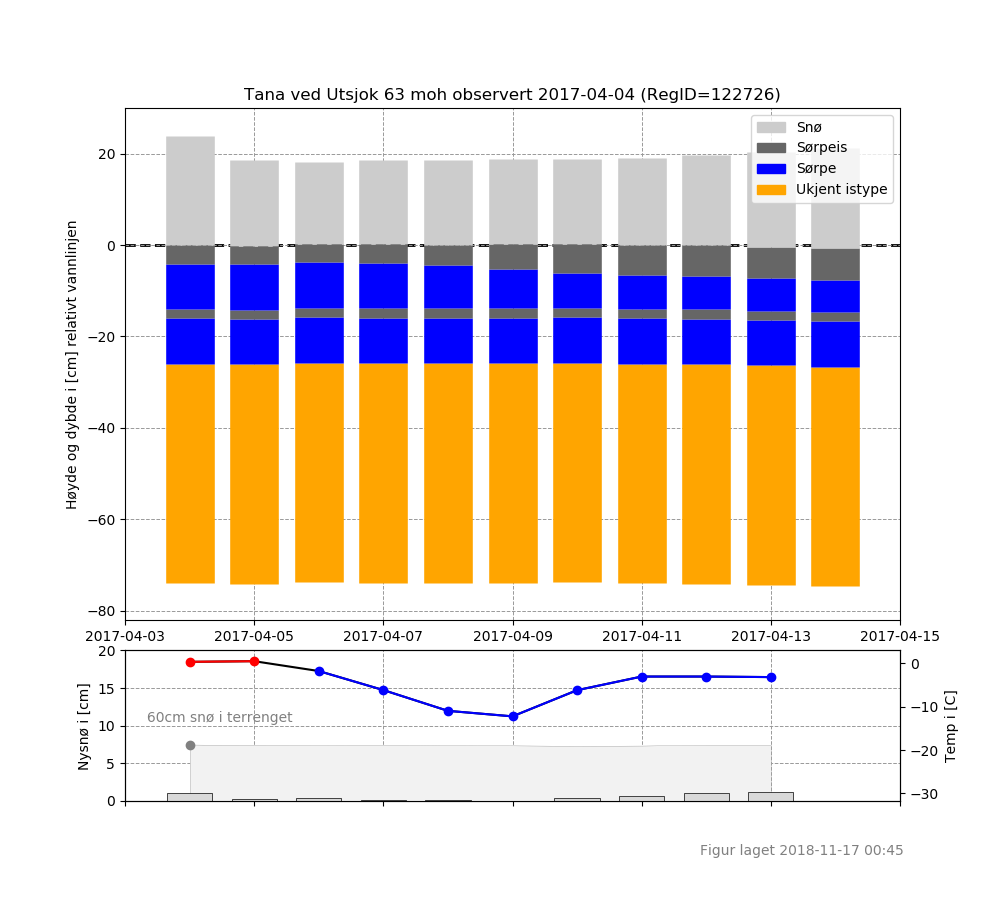 Tana ved Utsjok 63 moh observert 2017-04-04 (RegID=122726)
Høyde og dybde i [cm] relativt vannlinjen
20
0
−20
−40
−60
−80
Snø
Sørpeis
Sørpe
Ukjent istype
2017-04-03 2017-04-05 2017-04-07 2017-04-09 2017-04-11 2017-04-13 2017-04-15
Nysnø i [cm]
20
15
10
5
0
60cm snø i terrenget
0
−10
−20
−30
Temp i [C]
Figur laget 2018-11-17 00:45